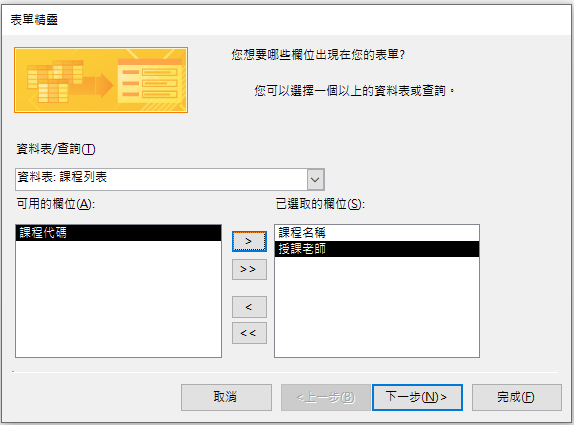 表單精靈
您想要哪些欄位出現在您的表單?
您可以選擇一個以上的資料表或查詢。
資料表/查詢(T)
資料表: 課程列表
可用的欄位(A):
已選取的欄位(S):
課程代碼
課程名稱
授課老師
>
>>
<
<<
取消
<上一步(B)
下一步(N)>
完成(F)